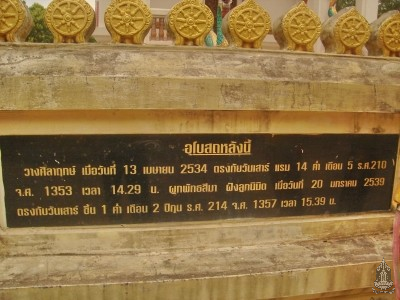 อุโบสถหลังนี้
วางศิลาฤกษ์ เมื่อวันที่ 13 เมษายน 2534 ตรงกับวันเสาร์ แรม 14 ค่ำ เดือน 5 ร.ศ.210
จ.ศ. 1353 เวลา 14.29 น. ผูกพัทธสีมา ฝังลูกนิมิต เมื่อวันที่ 20 มกราคม 2539
ตรงกับวันเสาร์ ขึ้น 1 ค่ำ เดือน 2 ปีกุน ร.ศ. 214 จ.ศ. 1357 เวลา 15.39 น.